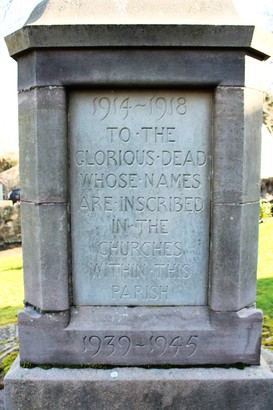 1914~1918
TO·THE
GLORIOUS·DEAD
WHOSE·NAMES
ARE·INSCRIBED
IN·THE
CHURCHES
WITHIN·THIS
PARISH
1939~1945